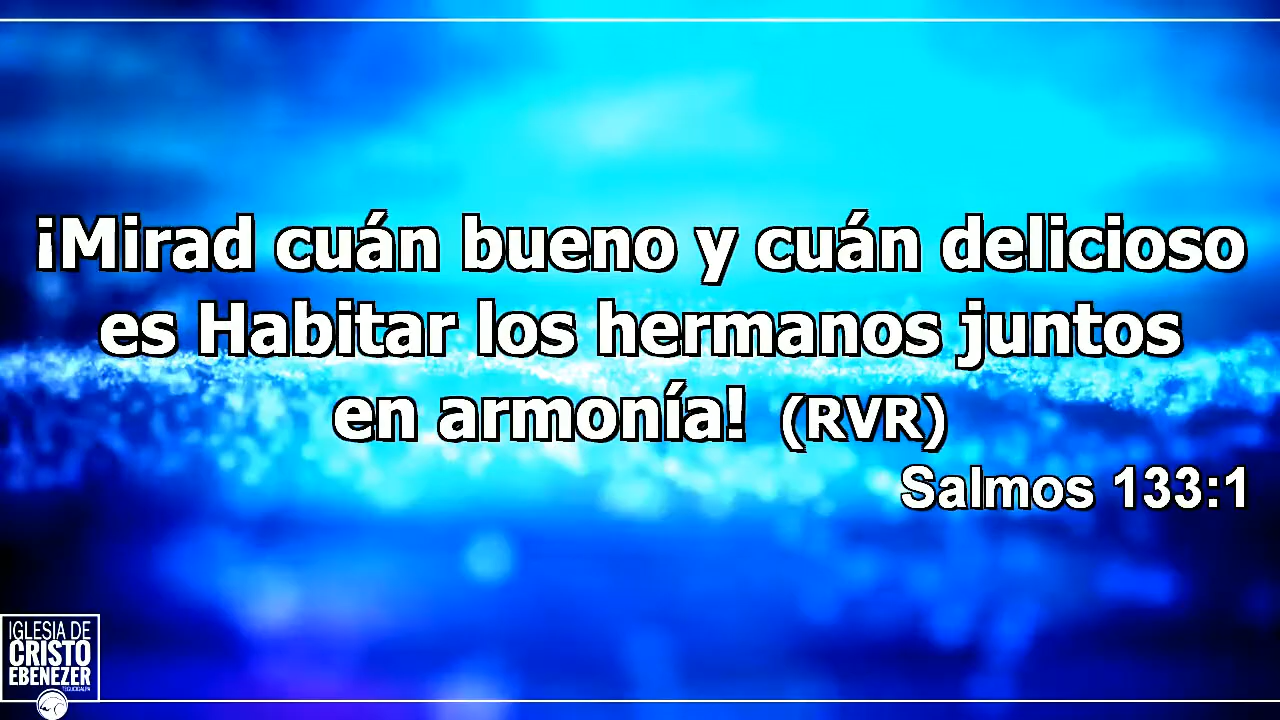 ¡Mirad cuán bueno y cuán delicioso
es Habitar los hermanos juntos
en armonía! (RVR)
Salmos 133:1
IGLESIA DE
CRISTO
EBENEZER
TEGUCIGALPA